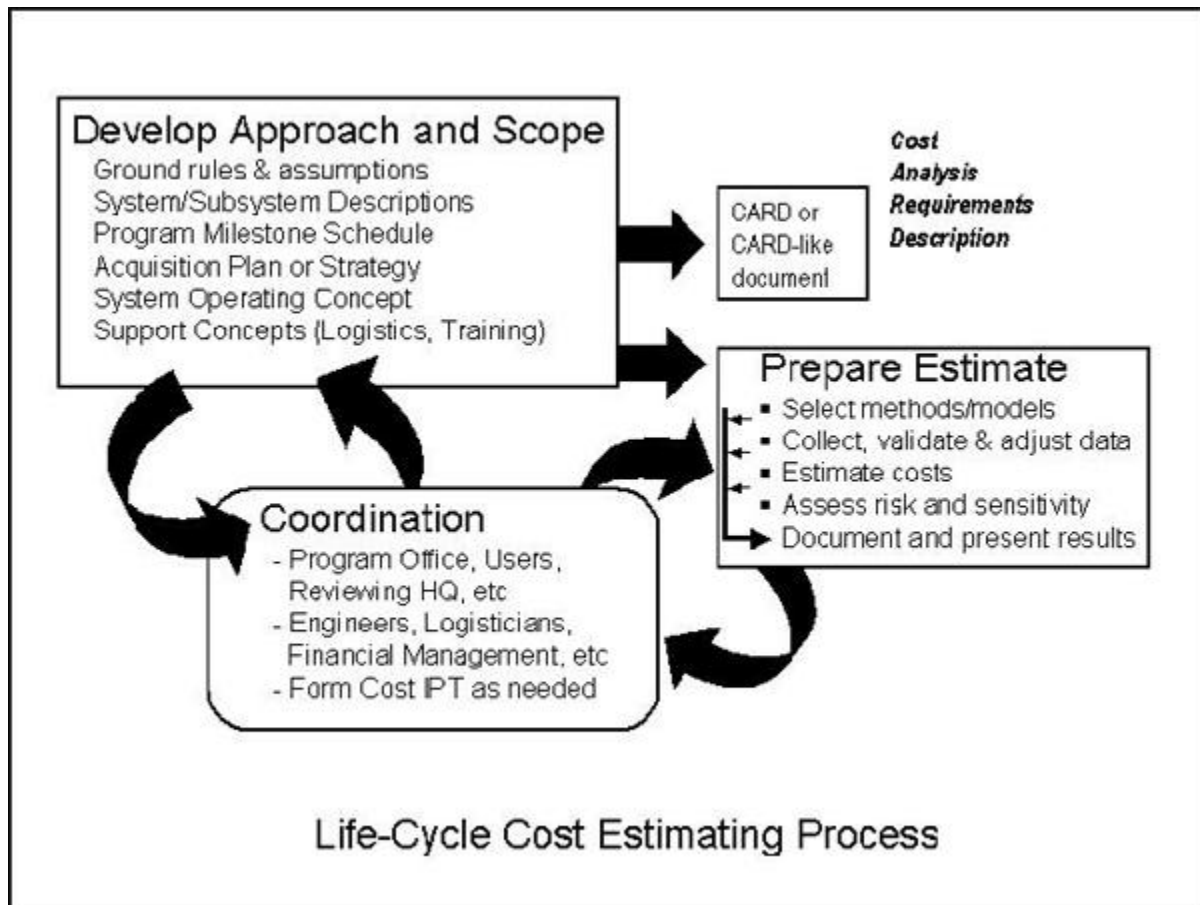 Develop Approach and Scope
Ground rules & assumptions
System/Subsystem Descriptions
Program Milestone Schedule
Acquisition Plan or Strategy
System Operating Concept
Support Concepts (Logistics, Training)
Cost
Analysis
Requirements
Description
CARD or
CARD-like
document
Prepare Estimate
▪ Select methods/models
▪ Collect, validate & adjust data
▪ Estimate costs
▪ Assess risk and sensitivity
Document and present results
Coordination
- Program Office, Users,
Reviewing HQ, etc
- Engineers, Logisticians,
Financial Management, etc
- Form Cost IPT as needed
Life-Cycle Cost Estimating Process